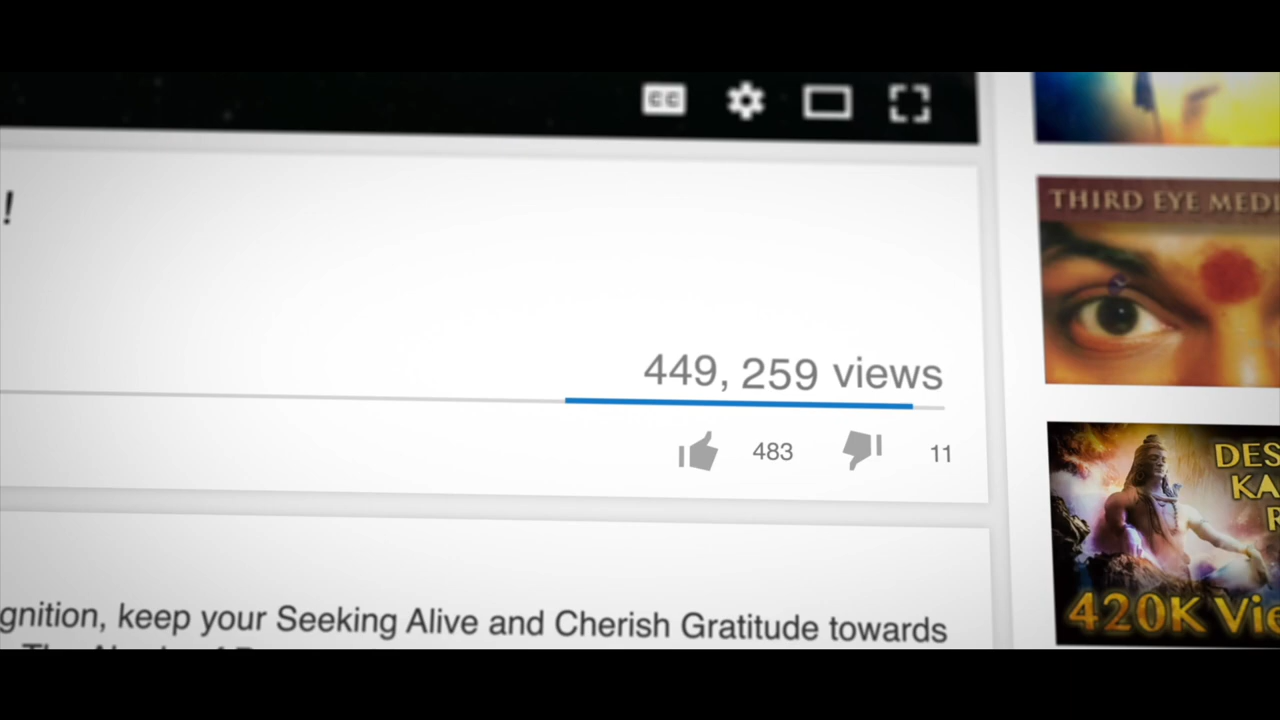 CC
!
THIRD EYE MEDI
449, 259 views
483
11
DES
KA
420K Vie
gnition, keep your Seeking Alive and Cherish Gratitude towards